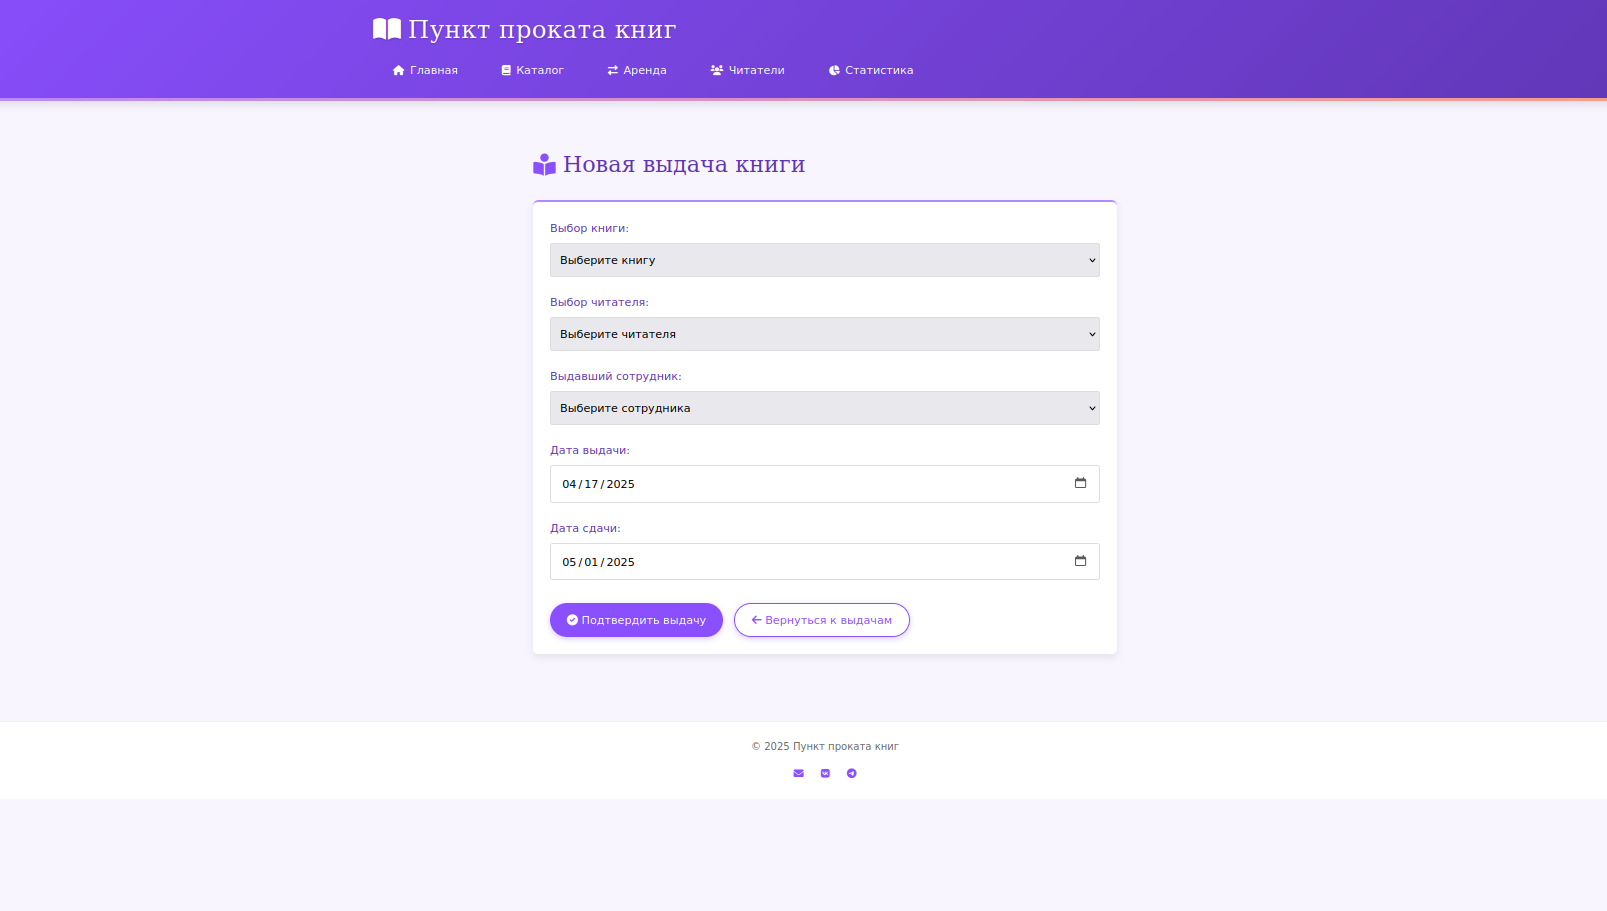 Пункт проката книг
Главная Каталог Аренда Читатели Статистика
Новая выдача книги
Выбор книги:
Выберите книгу
Выбор читателя:
Выберите читателя
Выдавший сотрудник:
Выберите сотрудника
Дата выдачи:
04/17/2025
Дата сдачи:
05/01/2025
Подтвердить выдачу Вернуться к выдачам
© 2025 Пункт проката книг